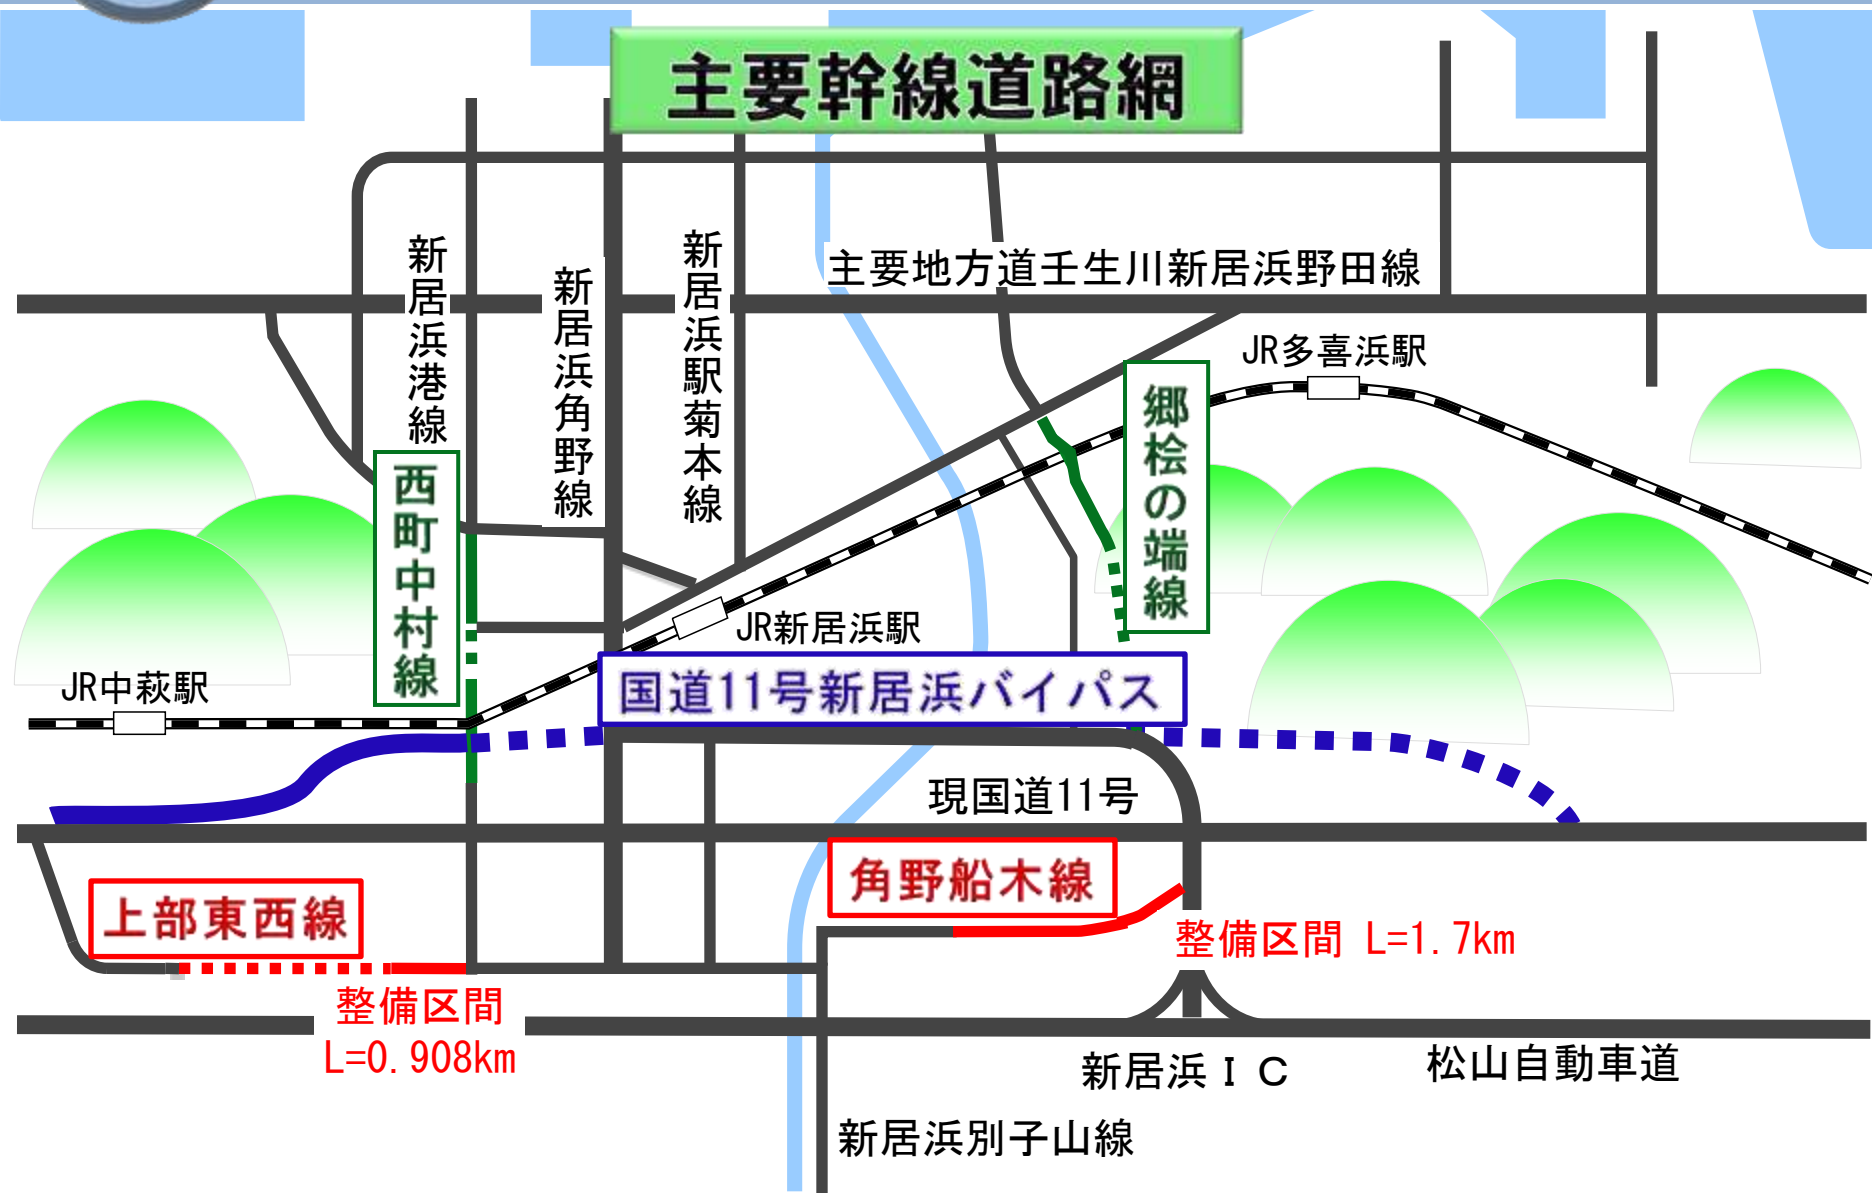 主要幹線道路網
新居浜港線
新居浜角野線
新居浜駅菊本線
主要地方道壬生川新居浜野田線
JR多喜浜駅
郷桧の端線
西町中村線
JR新居浜駅
JR中萩駅
国道11号新居浜バイパス
現国道11号
角野船木線
上部東西線
整備区間 L=1.7km
整備区間
L=0.908km
新居浜ＩＣ
松山自動車道
新居浜別子山線